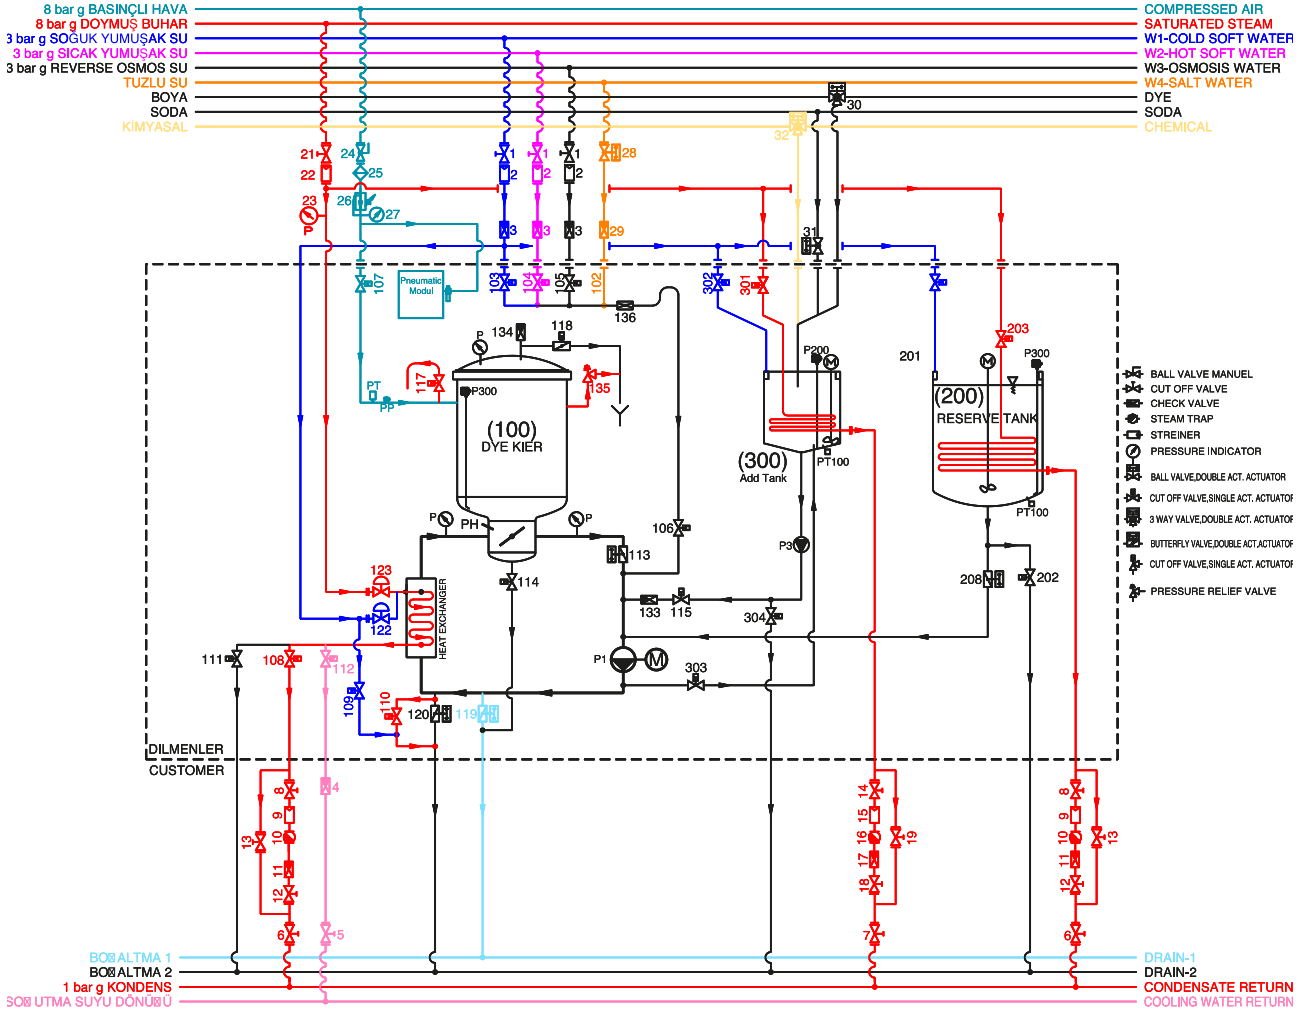 8 bar g BASINÇLI HAVA
COMPRESSED AIR
8 bar g DOYMUŞ BUHAR
SATURATED STEAM
3 bar g SOĞUK YUMUŞAK SU
W1-COLD SOFT WATER
3 bar g SICAK YUMUŞAK SU
W2-HOT SOFT WATER
3 bar g REVERSE OSMOS SU
W3-OSMOSIS WATER
TUZLU SU
W4-SALT WATER
BOYA
DYE
SODA
SODA
KİMYASAL
CHEMICAL
30
32
21
24
1
1
1
28
22
25
2
2
2
23
26
27
P
3
3
3
29
31
107
Pneumatic
Modul
103
104
105
102
136
302
301
134
118
203
P
P200
M
201
M
P300
117
P300
135
PT
PP
(100)
DYE KIER
(200)
RESERVE TANK
(300)
Add Tank
PT100
PT100
BALL VALVE MANUEL
CUT OFF VALVE
CHECK VALVE
STEAM TRAP
STREINER
PRESSURE INDICATOR
BALL VALVE,DOUBLE ACT. ACTUATOR
CUT OFF VALVE,SINGLE ACT. ACTUATOR
3 WAY VALVE,DOUBLE ACT. ACTUATOR
BUTTERFLY VALVE,DOUBLE ACT,ACTUATOR
CUT OFF VALVE,SINGLE ACT. ACTUATOR
PRESSURE RELIEF VALVE
P
PH
P
106
113
P3
114
208
202
123
122
HEAT EXCHANGER
133
115
304
111
108
112
P1
M
303
109
110
120
119
DILMENLER
CUSTOMER
8
9
10
11
12
13
6
4
5
14
15
16
17
18
19
7
8
9
10
11
12
13
6
BO☒ALTMA 1
DRAIN-1
BO☒ALTMA 2
DRAIN-2
1 bar g KONDENS
CONDENSATE RETURN
SO☒UTMA SUYU DÖNÜ☒Ü
COOLING WATER RETURN